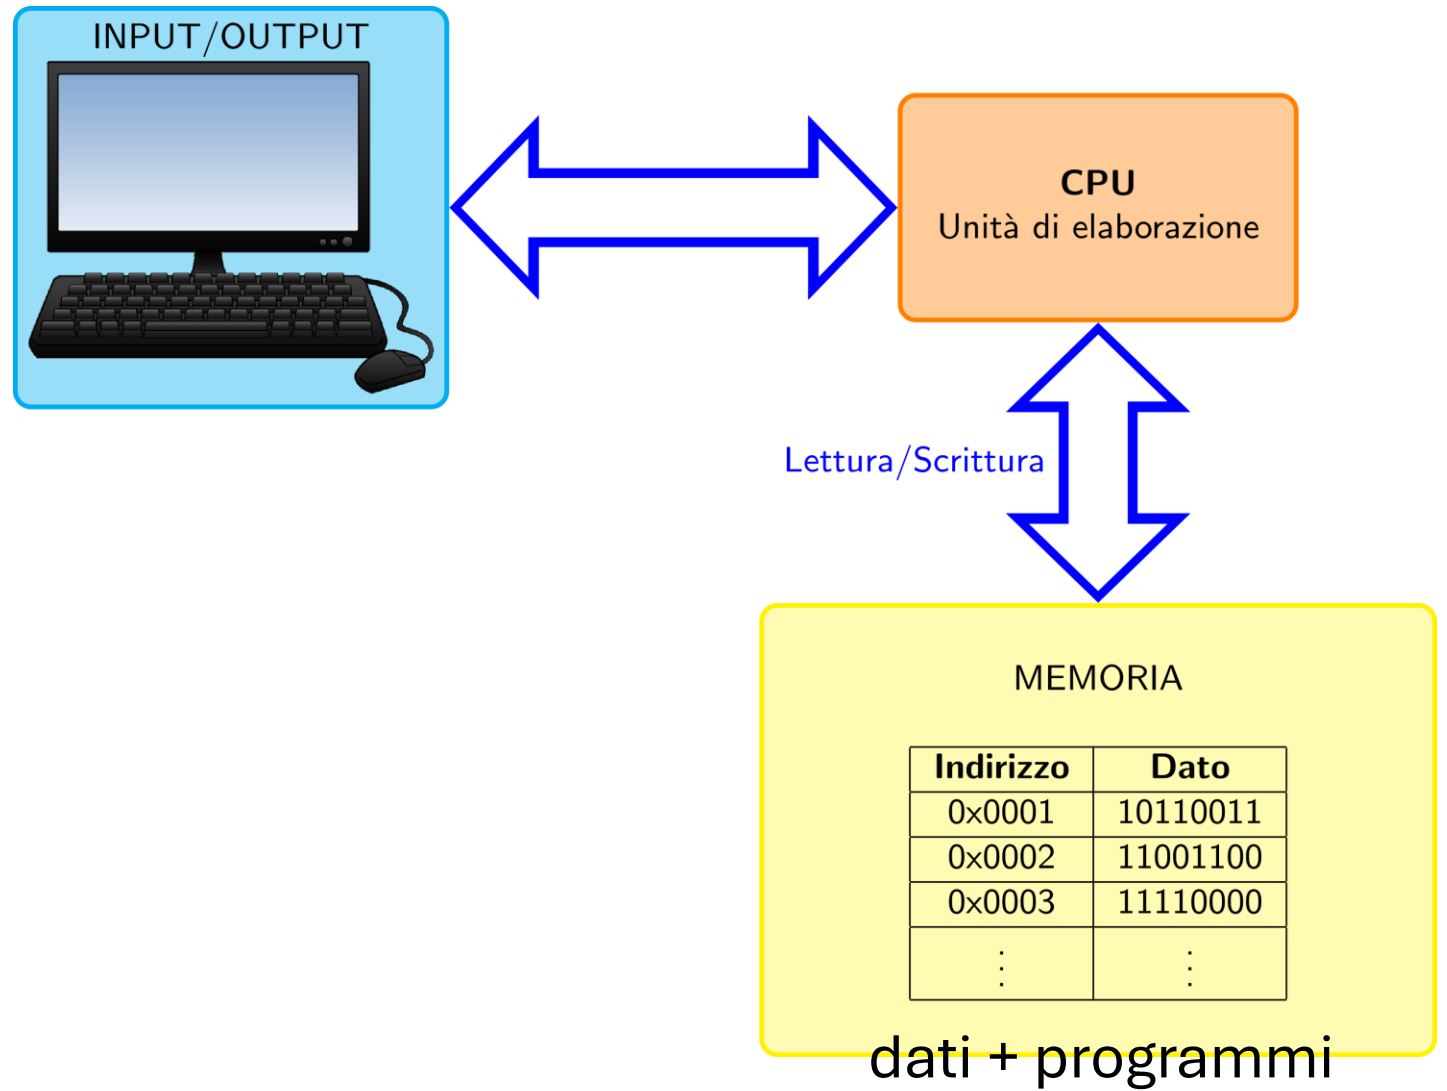 INPUT/OUTPUT
CPU
Unità di elaborazione
Lettura/Scrittura
MEMORIA
Indirizzo Dato
0x0001 10110011
0x0002 11001100
0x0003 11110000
⋮ ⋮
dati + programmi